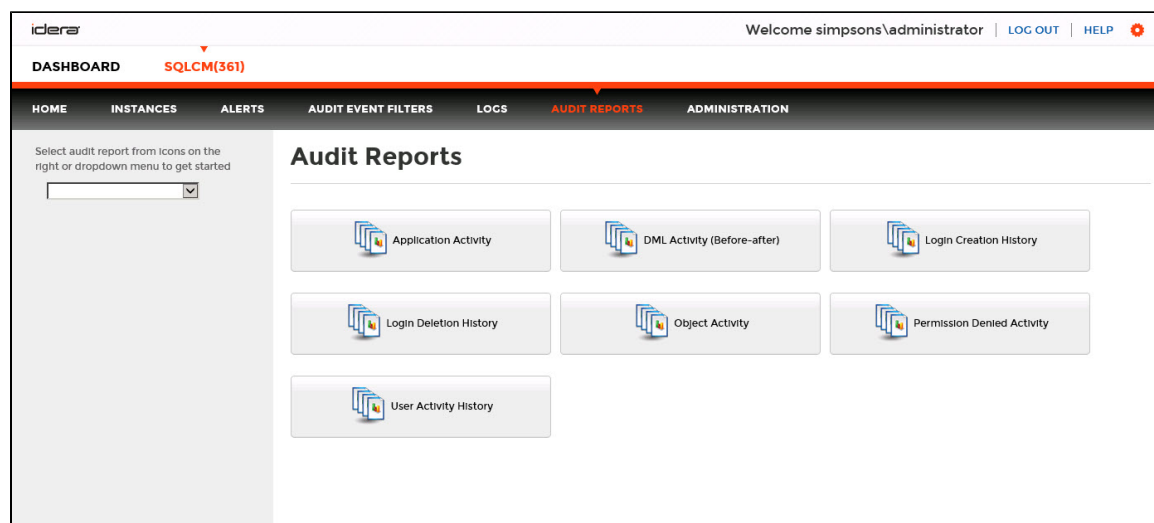 idera
Welcome simpsons\administrator | LOG OUT | HELP
DASHBOARD SQLCM(361)
HOME INSTANCES ALERTS AUDIT EVENT FILTERS LOGS AUDIT REPORTS ADMINISTRATION
Select audit report from icons on the
right or dropdown menu to get started
Audit Reports
Application Activity
DML Activity (Before-after)
Login Creation History
Login Deletion History
Object Activity
Permission Denied Activity
User Activity History